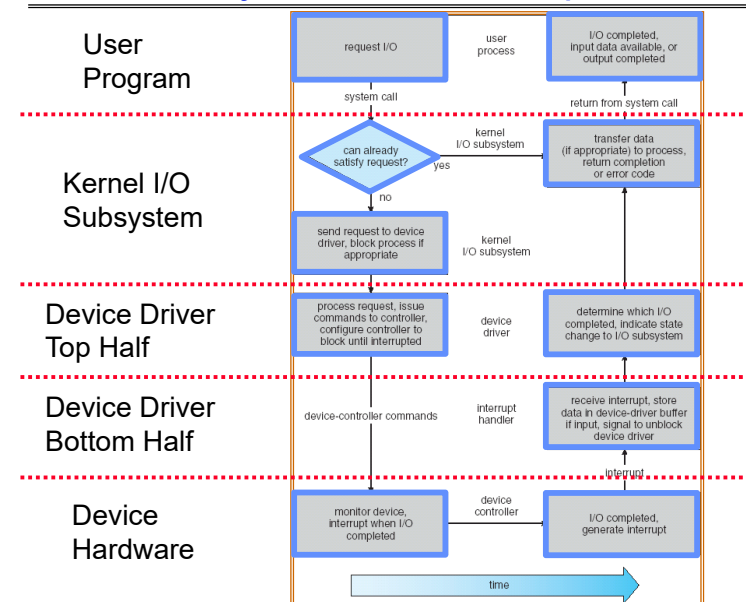 User
Program
request I/O
user
process
I/O completed,
input data available, or
output completed
system call
return from system call
Kernel I/O
Subsystem
can already
satisfy request?
yes
no
kernel
I/O subsystem
transfer data
(if appropriate) to process,
return completion
or error code
send request to device
driver, block process if
appropriate
kernel
I/O subsystem
Device Driver
Top Half
process request, issue
commands to controller,
configure controller to
block until interrupted
device
driver
determine which I/O
completed, indicate state
change to I/O subsystem
Device Driver
Bottom Half
device-controller commands
interrupt
handler
receive interrupt, store
data in device-driver buffer
if input, signal to unblock
device driver
interrupt
Device
Hardware
monitor device,
interrupt when I/O
completed
device
controller
I/O completed,
generate interrupt
time